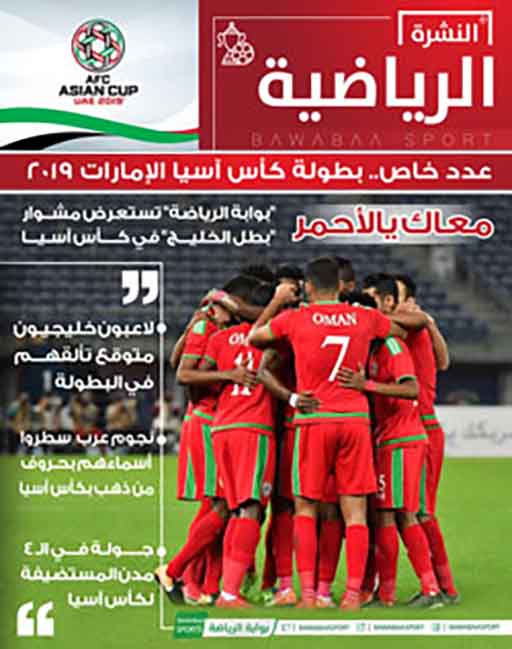 النشرة
الرياضية
BAWABAA SPORT
AFC
ASIAN CUP
UAE 2019
عدد خاص.. بطولة كأس آسيا الإمارات ٢٠١٩
معاك يالأحمر
"بوابة الرياضة" تستعرض مشوار
"بطل الخليج" في كأس آسيا
لاعبون خليجيون
متوقع تألقهم
في البطولة
نجوم عرب سطروا
أسماءهم بحروف
من ذهب بكأس آسيا
جولة في الـ٤
مدن المستضيفة
لكأس آسيا
OMAN
7
11
5
بوابة الرياضة